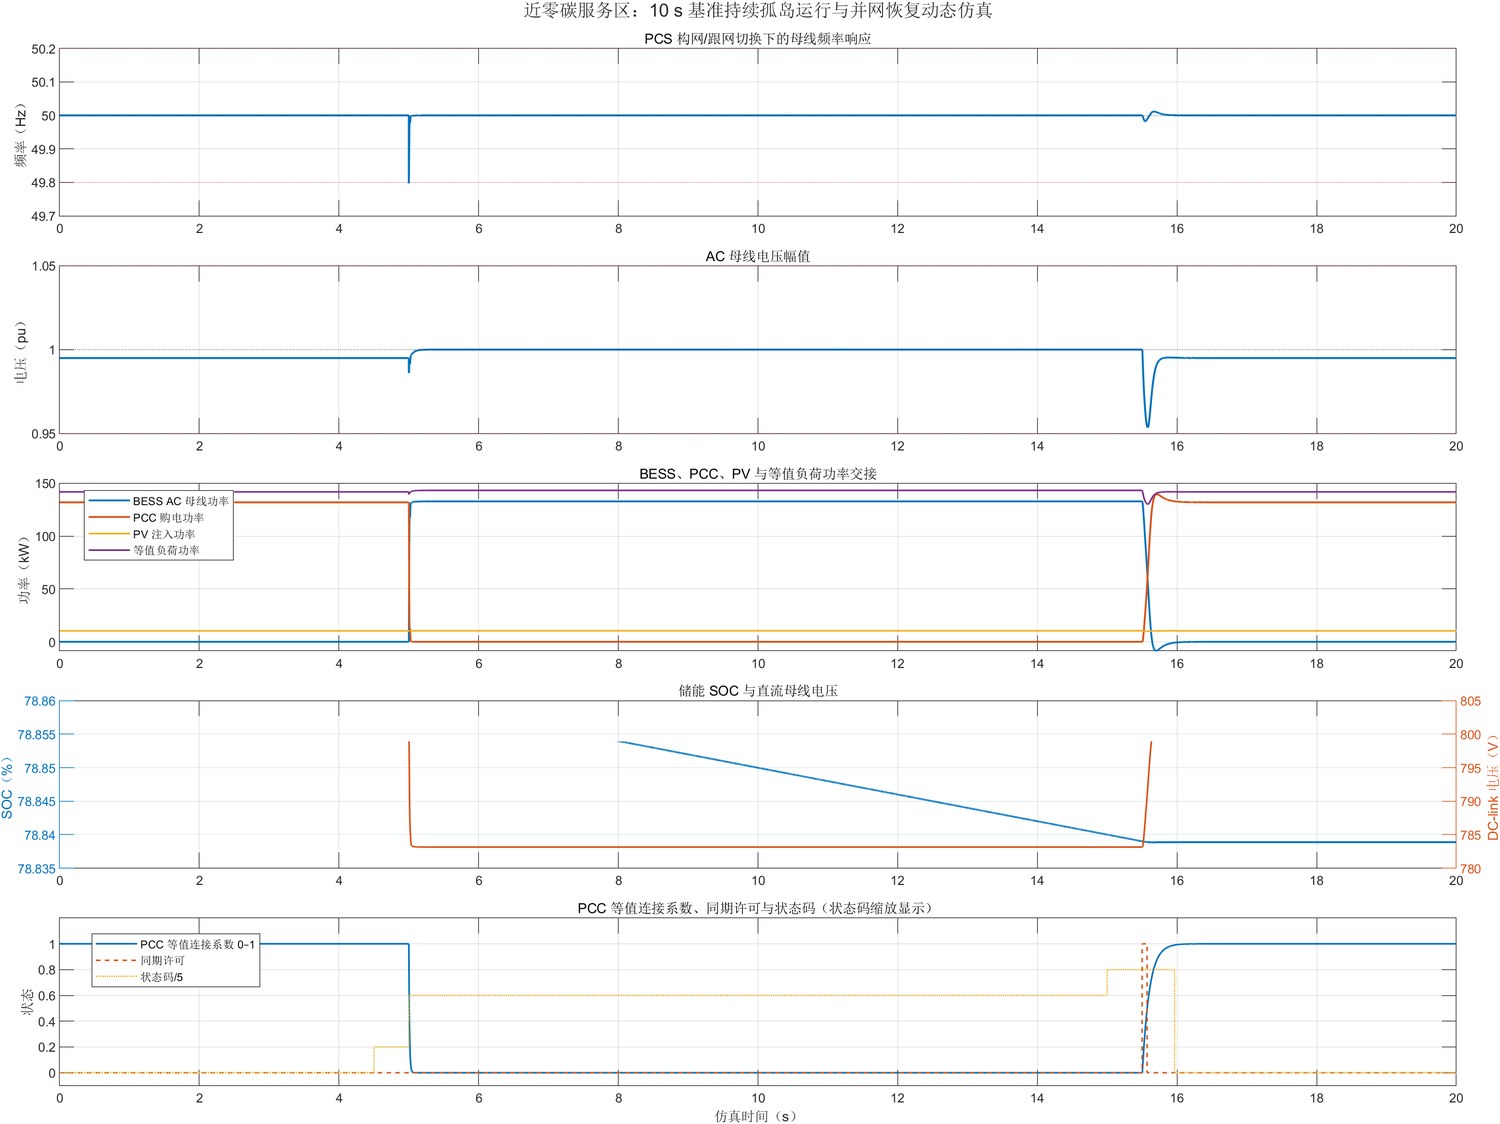 近零碳服务区：10 s 基准持续孤岛运行与并网恢复动态仿真
PCS 构网/跟网切换下的母线频率响应
频率（Hz）
50.2
50.1
50
49.9
49.8
49.7
0 2 4 6 8 10 12 14 16 18 20
AC 母线电压幅值
电压（pu）
1.05
1
0.95
0 2 4 6 8 10 12 14 16 18 20
BESS、PCC、PV 与等值负荷功率交接
功率（kW）
150
100
50
0
BESS AC 母线功率
PCC 购电功率
PV 注入功率
等值负荷功率
0 2 4 6 8 10 12 14 16 18 20
储能 SOC 与直流母线电压
SOC（%）
78.86
78.855
78.85
78.845
78.84
78.835
805
800
795
790
785
780
DC-link 电压（V）
0 2 4 6 8 10 12 14 16 18 20
PCC 等值连接系数、同期许可与状态码（状态码缩放显示）
状态
1
0.8
0.6
0.4
0.2
0
PCC 等值连接系数 0-1
同期许可
状态码/5
0 2 4 6 8 10 12 14 16 18 20
仿真时间（s）